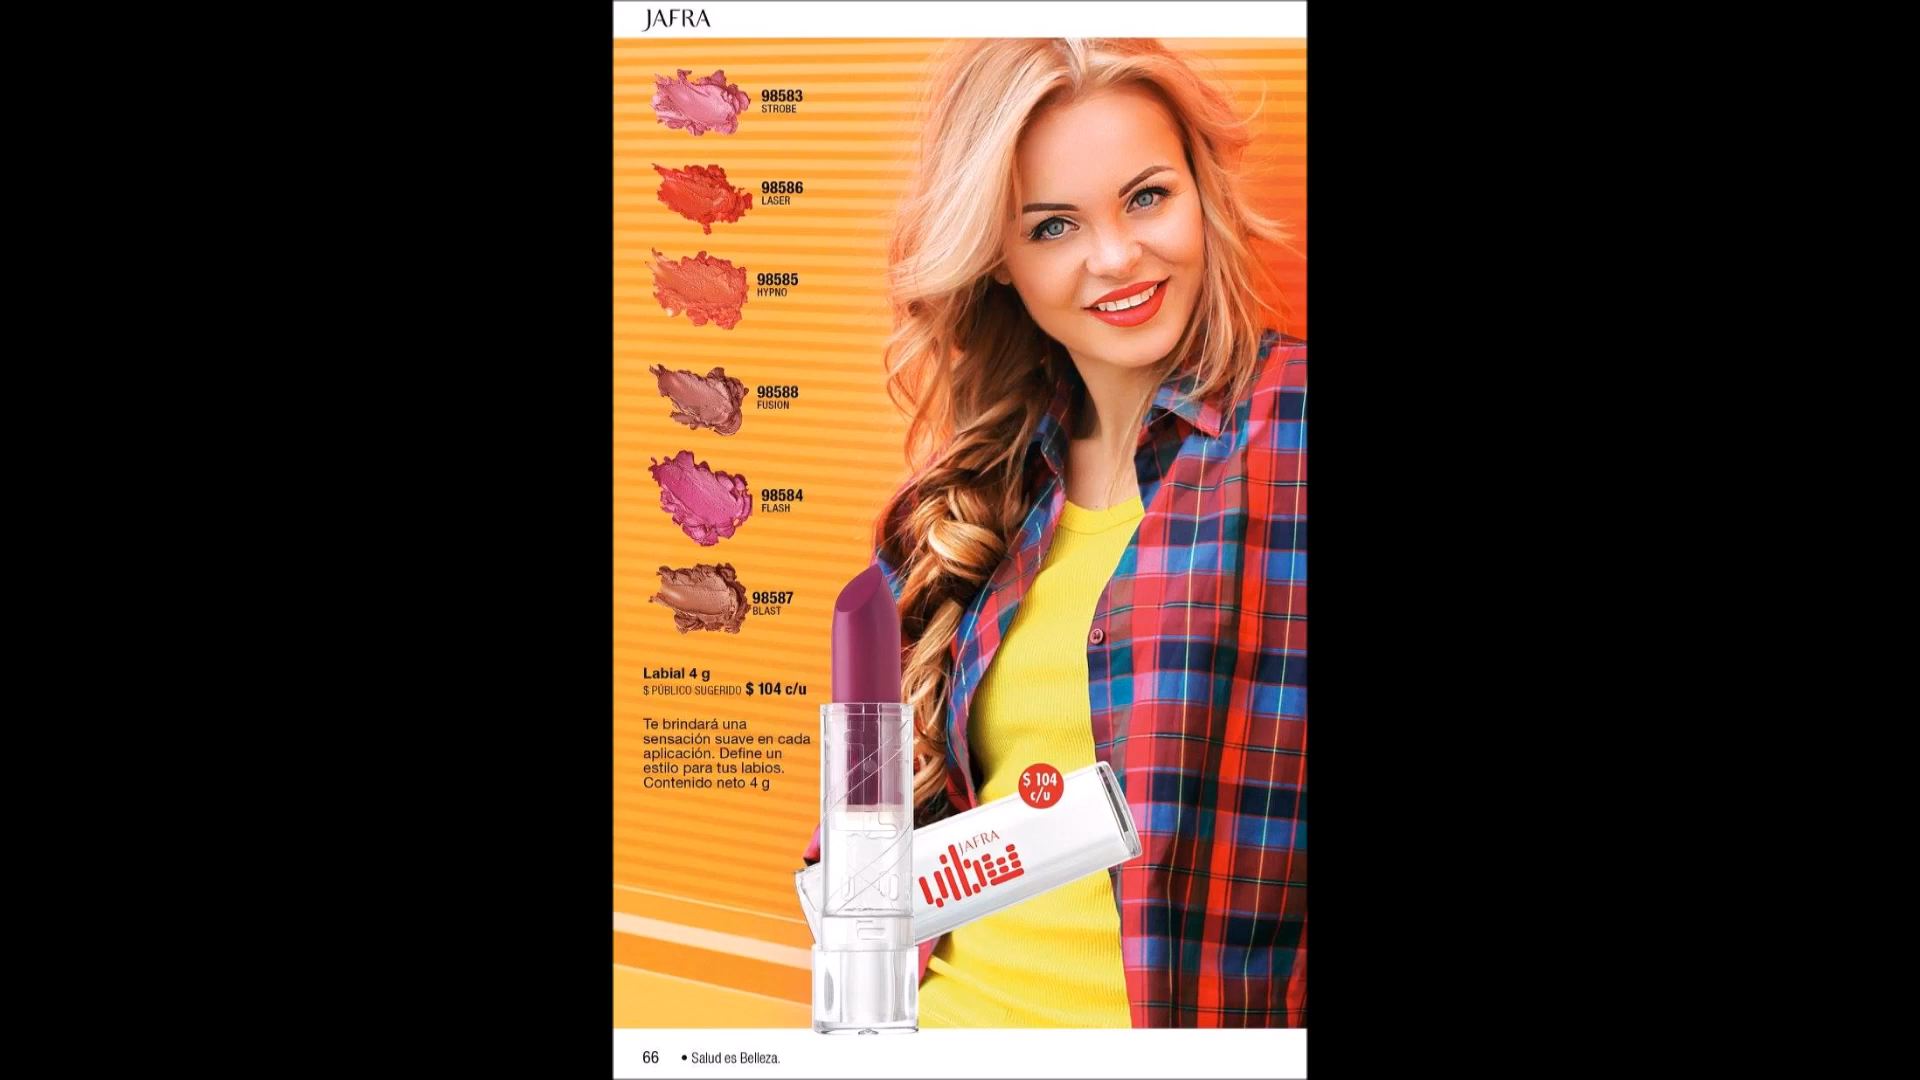 JAFRA
98583
STROBE
98586
LASER
98585
HYPNO
98588
FUSION
98584
FLASH
98587
BLAST
Labial 4 g
$ PÚBLICO SUGERIDO $ 104 c/u
Te brindará una
sensación suave en cada
aplicación. Define un
estilo para tus labios.
Contenido neto 4 g
$ 104
c/u
JAFRA
vibe
66 • Salud es Belleza.